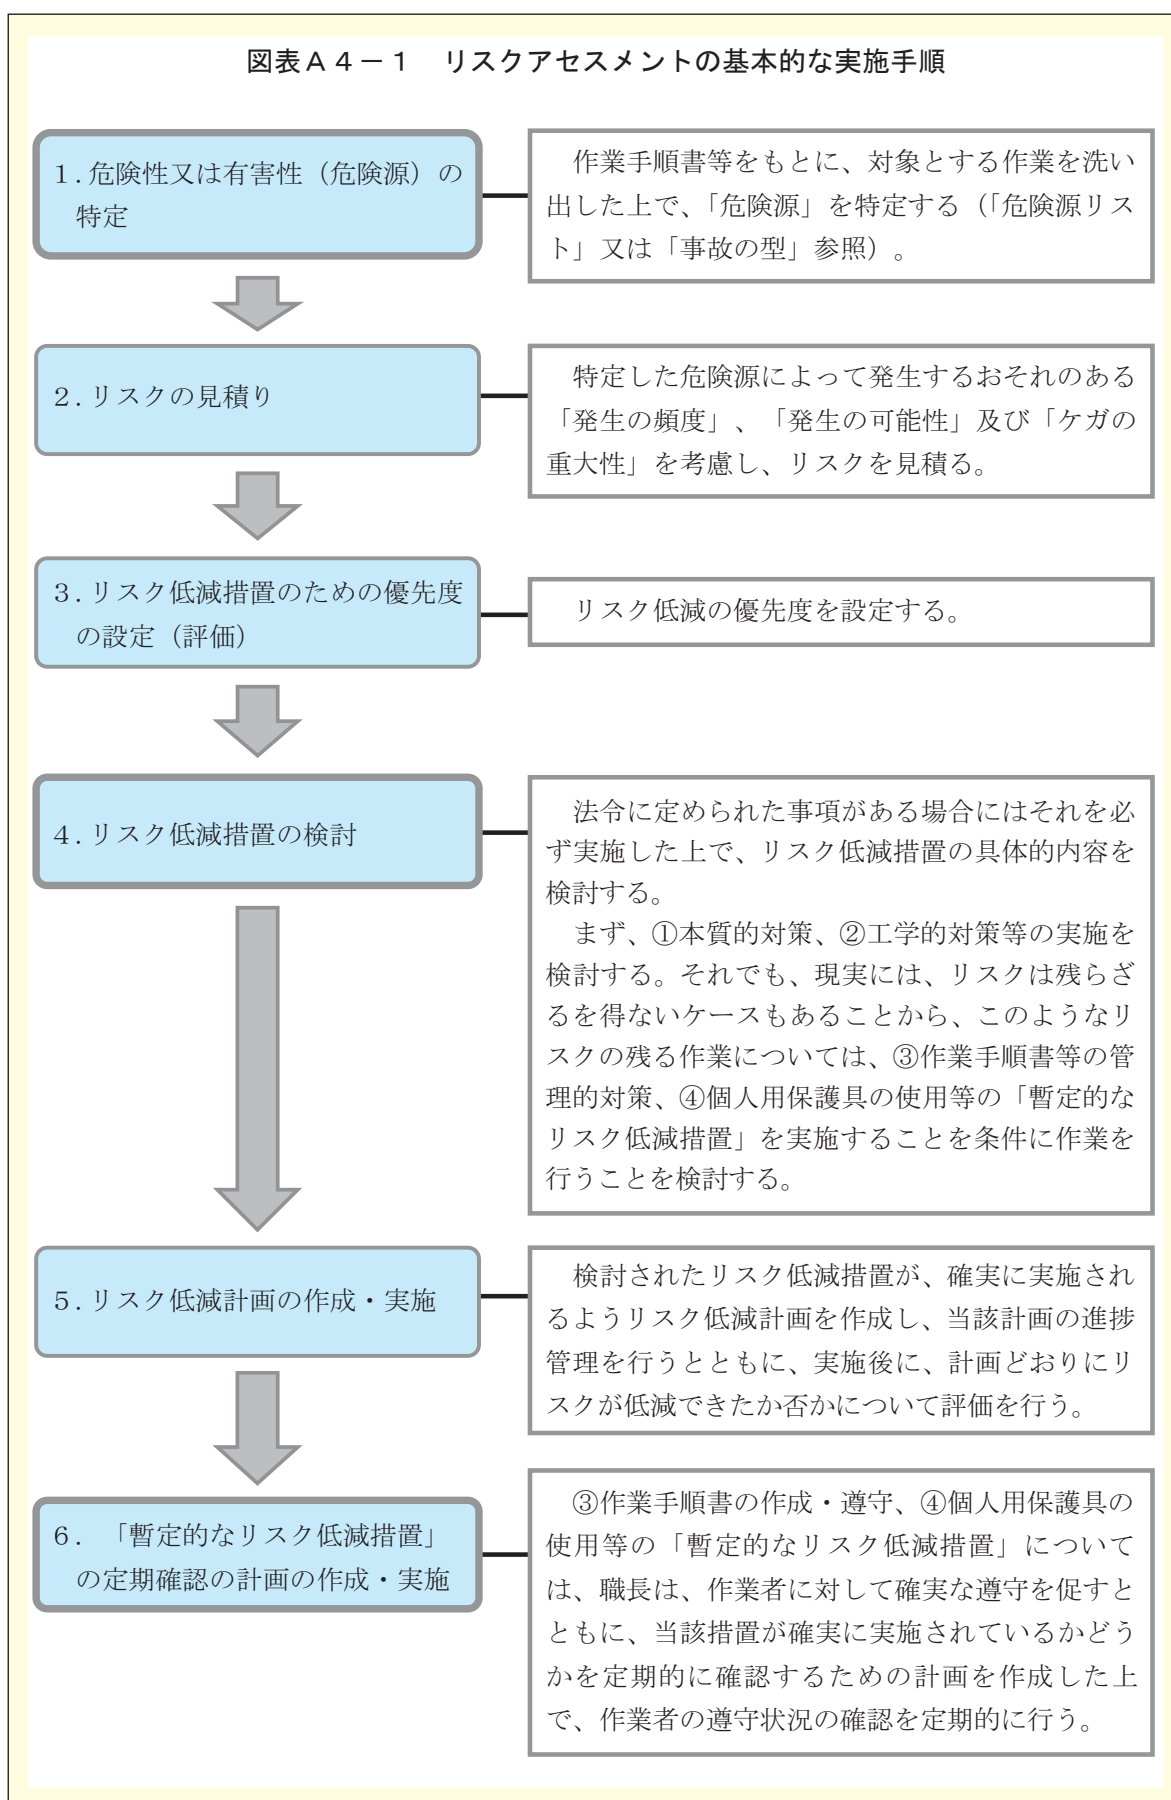 図表Ａ４－１　リスクアセスメントの基本的な実施手順
１.危険性又は有害性（危険源）の
特定
作業手順書等をもとに、対象とする作業を洗い
出した上で、「危険源」を特定する（「危険源リス
ト」又は「事故の型」参照）。
２.リスクの見積り
特定した危険源によって発生するおそれのある
「発生の頻度」、「発生の可能性」及び「ケガの
重大性」を考慮し、リスクを見積る。
３.リスク低減措置のための優先度
の設定（評価）
リスク低減の優先度を設定する。
４.リスク低減措置の検討
法令に定められた事項がある場合にはそれを必
ず実施した上で、リスク低減措置の具体的内容を
検討する。
まず、①本質的対策、②工学的対策等の実施を
検討する。それでも、現実には、リスクは残らざ
るを得ないケースもあることから、このようなリ
スクの残る作業については、③作業手順書等の管
理的対策、④個人用保護具の使用等の「暫定的な
リスク低減措置」を実施することを条件に作業を
行うことを検討する。
５.リスク低減計画の作成・実施
検討されたリスク低減措置が、確実に実施され
るようリスク低減計画を作成し、当該計画の進捗
管理を行うとともに、実施後に、計画どおりにリ
スクが低減できたか否かについて評価を行う。
６.「暫定的なリスク低減措置」
の定期確認の計画の作成・実施
③作業手順書の作成・遵守、④個人用保護具の
使用等の「暫定的なリスク低減措置」について
は、職長は、作業者に対して確実な遵守を促すと
ともに、当該措置が確実に実施されているかどう
かを定期的に確認するための計画を作成した上
で、作業者の遵守状況の確認を定期的に行う。